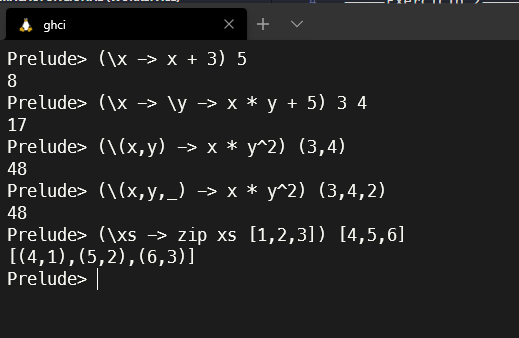 ghci
Prelude> (\x -> x + 3) 5
8
Prelude> (\x -> \y -> x * y + 5) 3 4
17
Prelude> (\(x,y) -> x * y^2) (3,4)
48
Prelude> (\(x,y,_) -> x * y^2) (3,4,2)
48
Prelude> (\xs -> zip xs [1,2,3]) [4,5,6]
[(4,1),(5,2),(6,3)]
Prelude>